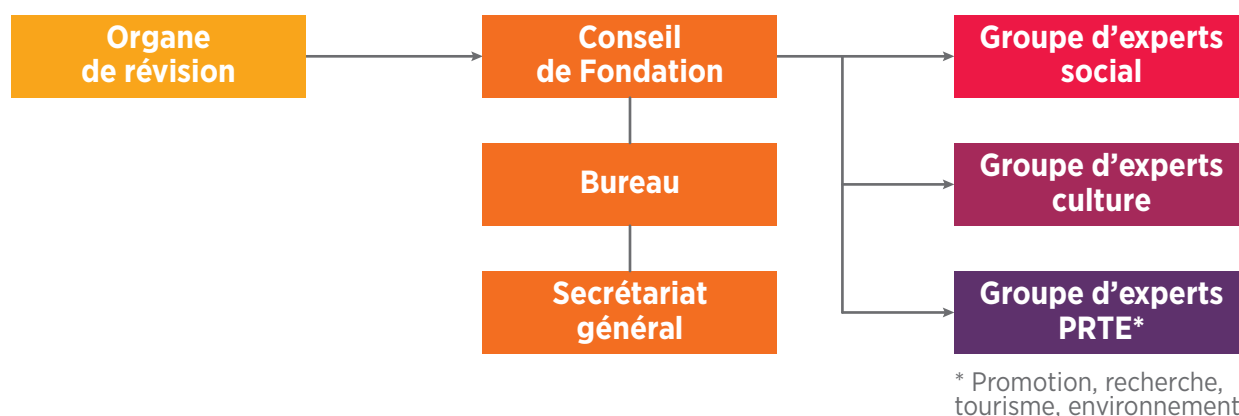 Organe
de révision
Conseil
de Fondation
Groupe d’experts
social
Bureau
Groupe d’experts
culture
Secrétariat
général
Groupe d’experts
PRTE*
* Promotion, recherche,
tourisme, environnement